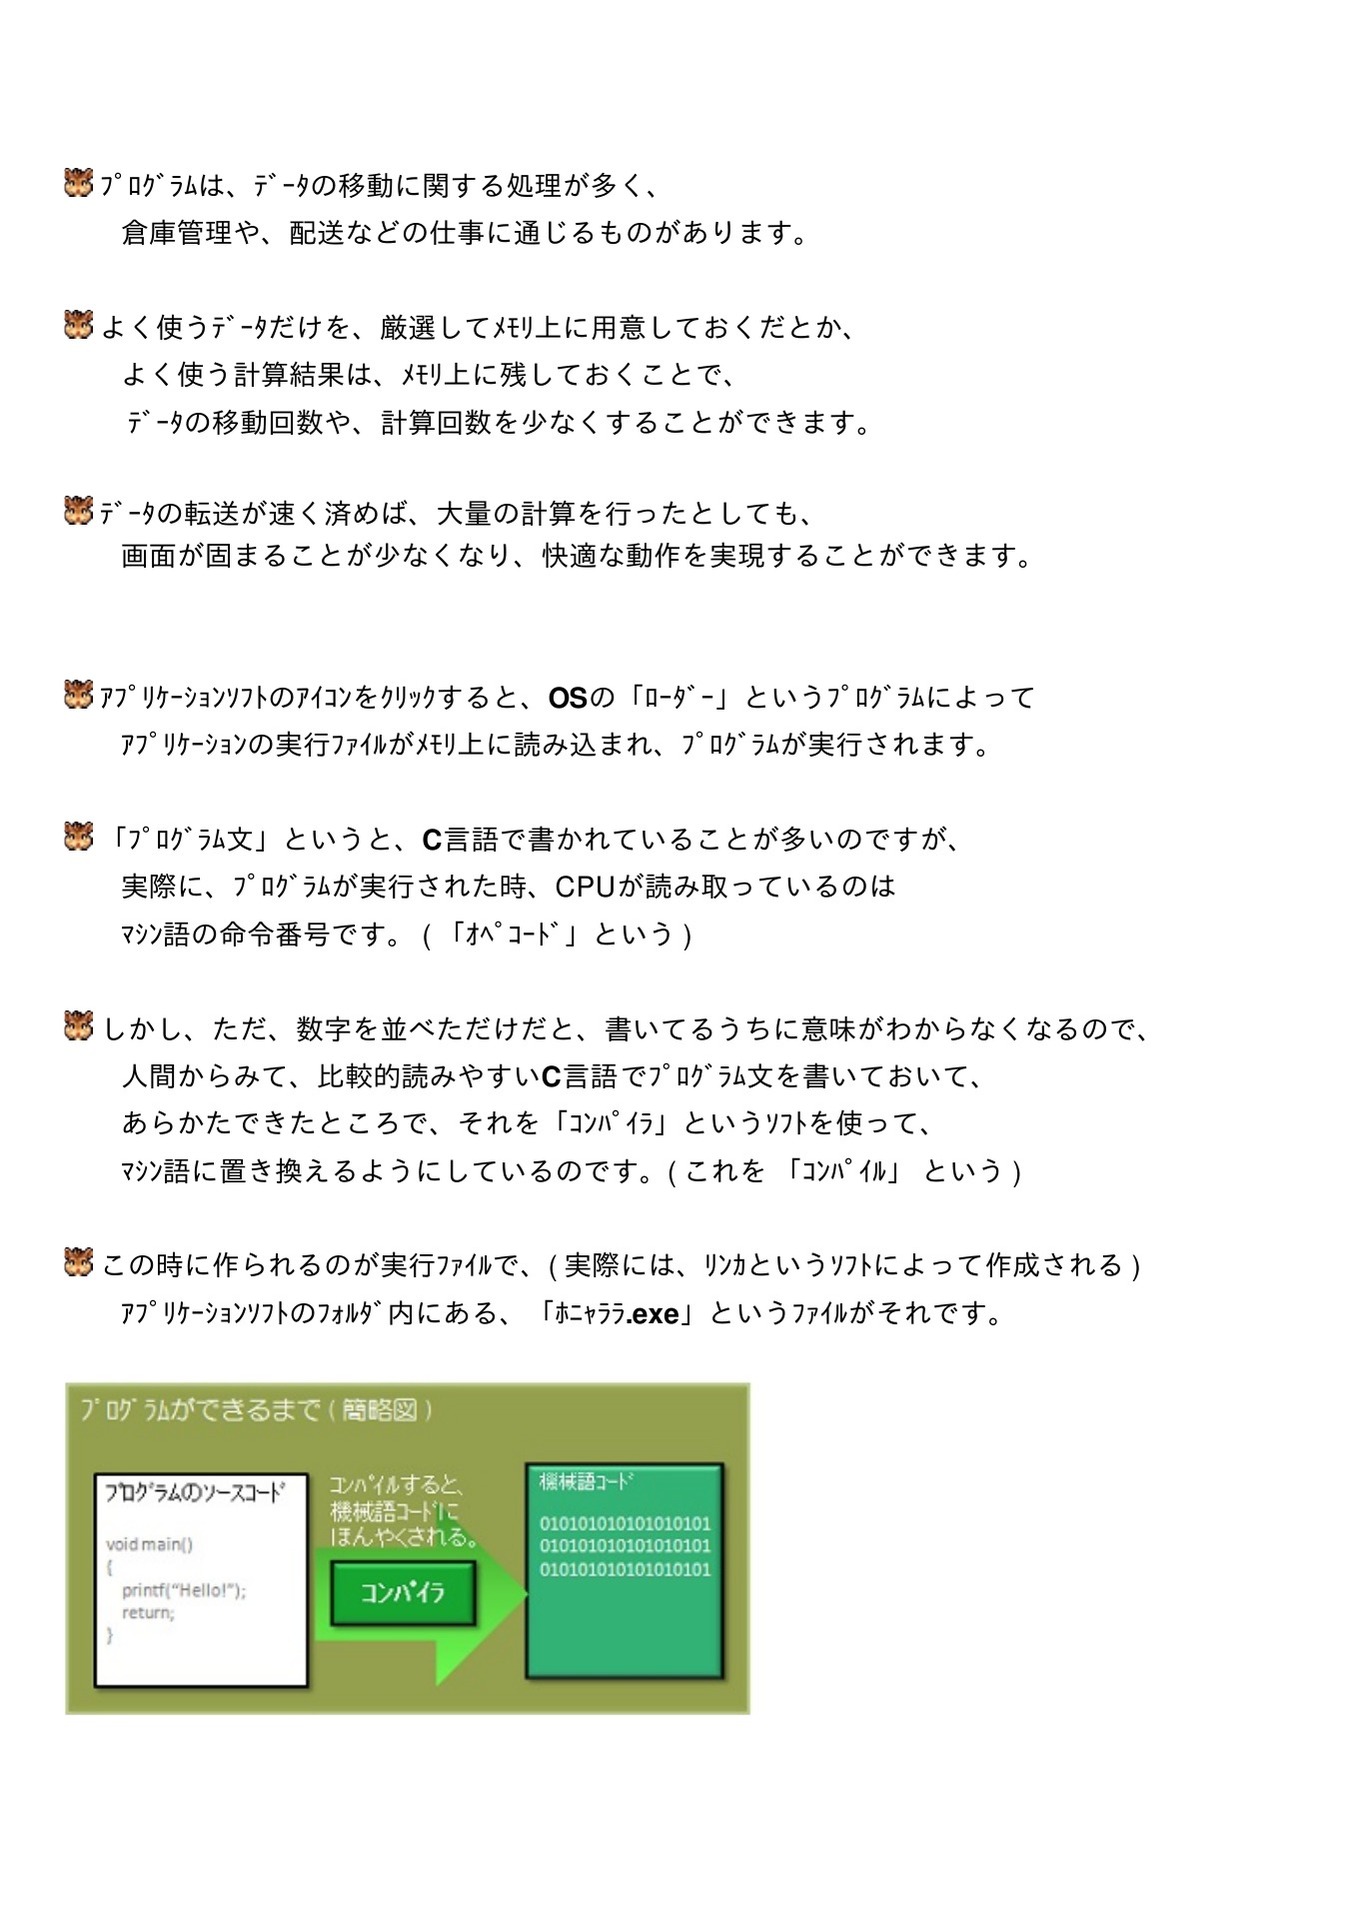 ﾌﾟﾛｸﾞﾗﾑは、ﾃﾞｰﾀの移動に関する処理が多く、
倉庫管理や、配送などの仕事に通じるものがあります。
よく使うﾃﾞｰﾀだけを、厳選してﾒﾓﾘ上に用意しておくだとか、
よく使う計算結果は、ﾒﾓﾘ上に残しておくことで、
ﾃﾞｰﾀの移動回数や、計算回数を少なくすることができます。
ﾃﾞｰﾀの転送が速く済めば、大量の計算を行ったとしても、
画面が固まることが少なくなり、快適な動作を実現することができます。
ｱﾌﾟﾘｹｰｼｮﾝｿﾌﾄのｱｲｺﾝをｸﾘｯｸすると、OSの「ﾛｰﾀﾞｰ」というﾌﾟﾛｸﾞﾗﾑによって
ｱﾌﾟﾘｹｰｼｮﾝの実行ﾌｧｲﾙがﾒﾓﾘ上に読み込まれ、ﾌﾟﾛｸﾞﾗﾑが実行されます。
「ﾌﾟﾛｸﾞﾗﾑ文」というと、C言語で書かれていることが多いのですが、
実際に、ﾌﾟﾛｸﾞﾗﾑが実行された時、CPUが読み取っているのは
ﾏｼﾝ語の命令番号です。 ( 「ｵﾍﾟｺｰﾄﾞ」という )
しかし、ただ、数字を並べただけだと、書いてるうちに意味がわからなくなるので、
人間からみて、比較的読みやすいC言語でﾌﾟﾛｸﾞﾗﾑ文を書いておいて、
あらかたできたところで、それを「ｺﾝﾊﾟｲﾗ」というｿﾌﾄを使って、
ﾏｼﾝ語に置き換えるようにしているのです。( これを 「ｺﾝﾊﾟｲﾙ」 という )
この時に作られるのが実行ﾌｧｲﾙで、( 実際には、ﾘﾝｶというｿﾌﾄによって作成される )
ｱﾌﾟﾘｹｰｼｮﾝｿﾌﾄのﾌｫﾙﾀﾞ内にある、「ﾎﾆｬﾗﾗ.exe」というﾌｧｲﾙがそれです。
ﾌﾟﾛｸﾞﾗﾑができるまで ( 簡略図 )
プログラムのソースコード
void main()
{
printf(“Hello!”);
return;
}
コンパイルすると、
機械語コードに
ほんやくされる。
コンパイラ
機械語コード
010101010101010101
010101010101010101
010101010101010101